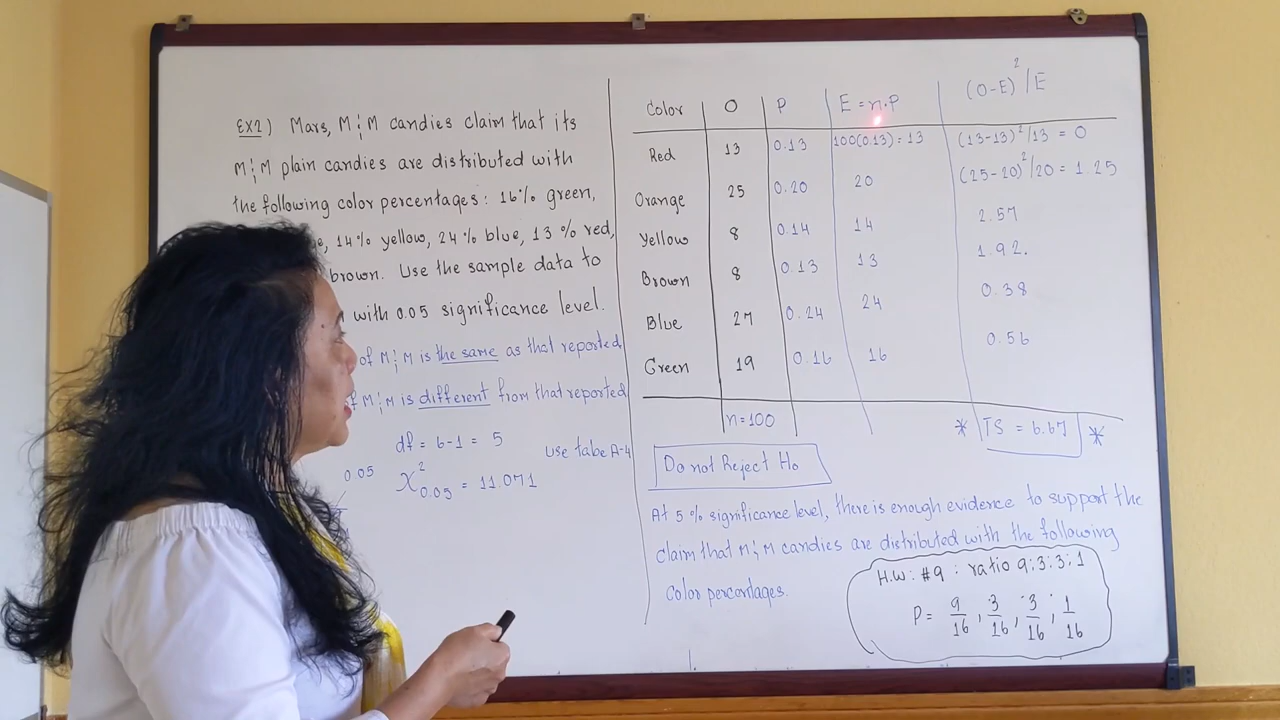 EX2) Mars, M&M candies claim that its
M&M plain candies are distributed with
the following color percentages: 16% green,
14% yellow, 24% blue, 13% red,
brown. Use the sample data to
with 0.05 significance level.
of M&M is the same as that reported
M&M is different from that reported
df = 6-1 = 5
use tabe A-4
0.05
X²0.05 = 11.071
Color O P E = n.P (O-E)²/E
Red 13 0.13 100(0.13) = 13 (13-13)²/13 = 0
Orange 25 0.20 20 (25-20)²/20 = 1.25
Yellow 8 0.14 14 2.57
Brown 8 0.13 13 1.92.
Blue 27 0.24 24 0.38
Green 19 0.16 16 0.56
n=100 * TS = 6.67 *
Do not Reject H₀
At 5% significance level, there is enough evidence to support the
claim that M&M candies are distributed with the following
color percentages.
H.W: #9 : ratio 9:3:3:1
P = 9/16, 3/16, 3/16, 1/16